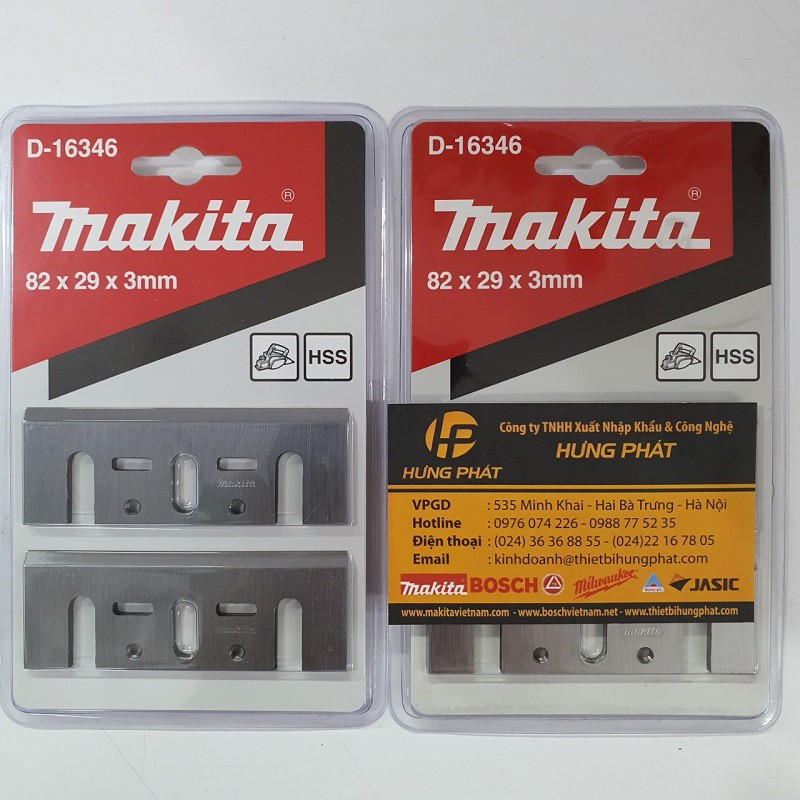 D-16346
makita®
82 x 29 x 3mm
HSS
makita
makita
D-16346
makita®
82 x 29 x 3mm
HSS
HP
HƯNG PHÁT
Công ty TNHH Xuất Nhập Khẩu & Công Nghệ
HƯNG PHÁT
VPGD : 535 Minh Khai - Hai Bà Trưng - Hà Nội
Hotline : 0976 074 226 - 0988 77 52 35
Điện thoại : (024) 36 36 88 55 - (024)22 16 78 05
Email : kinhdoanh@thietbihungphat.com
makita BOSCH Milwaukee JASIC
www.makitavietnam.com - www.boschvietnam.net - www.thietbihungphat.com
makita